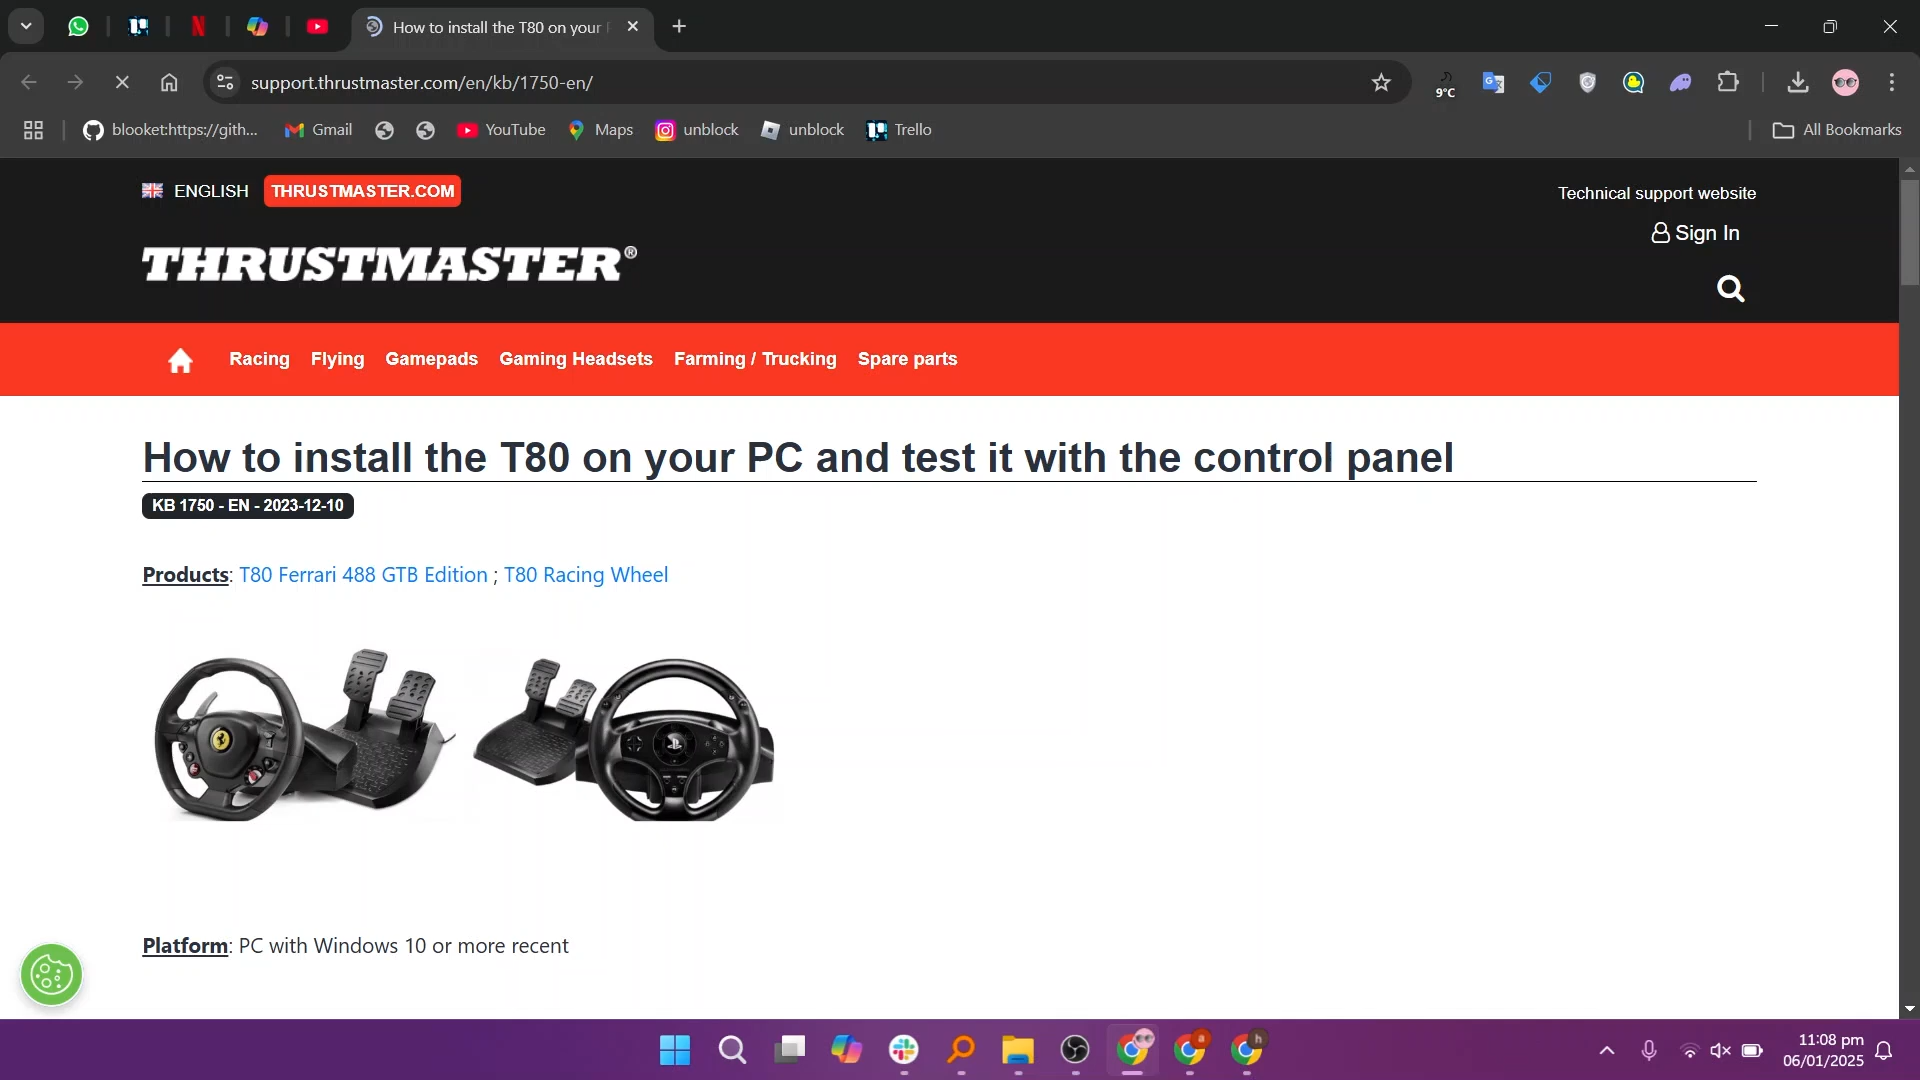 How to install the T80 on your
support.thrustmaster.com/en/kb/1750-en/
9°C
blooket:https://gith...
Gmail
YouTube
Maps
unblock
unblock
Trello
All Bookmarks
ENGLISH
THRUSTMASTER.COM
Technical support website
Sign In
THRUSTMASTER®
Racing
Flying
Gamepads
Gaming Headsets
Farming / Trucking
Spare parts
How to install the T80 on your PC and test it with the control panel
KB 1750 - EN - 2023-12-10
Products: T80 Ferrari 488 GTB Edition ; T80 Racing Wheel
Platform: PC with Windows 10 or more recent
11:08 pm
06/01/2025